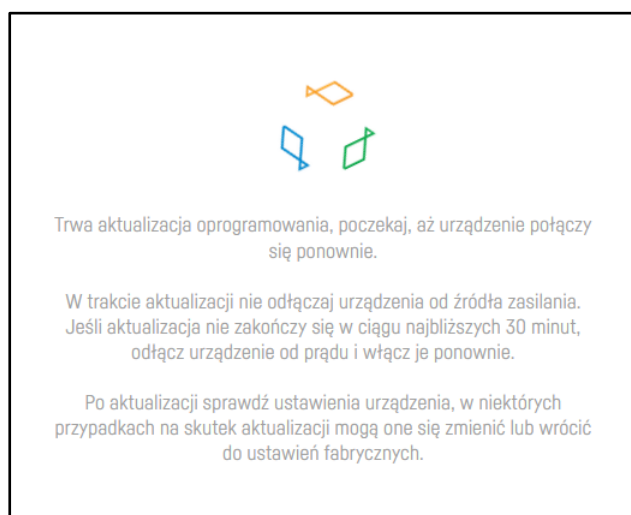 Trwa aktualizacja oprogramowania, poczekaj, aż urządzenie połączy
się ponownie.
W trakcie aktualizacji nie odłączaj urządzenia od źródła zasilania.
Jeśli aktualizacja nie zakończy się w ciągu najbliższych 30 minut,
odłącz urządzenie od prądu i włącz je ponownie.
Po aktualizacji sprawdź ustawienia urządzenia, w niektórych
przypadkach na skutek aktualizacji mogą one się zmienić lub wrócić
do ustawień fabrycznych.